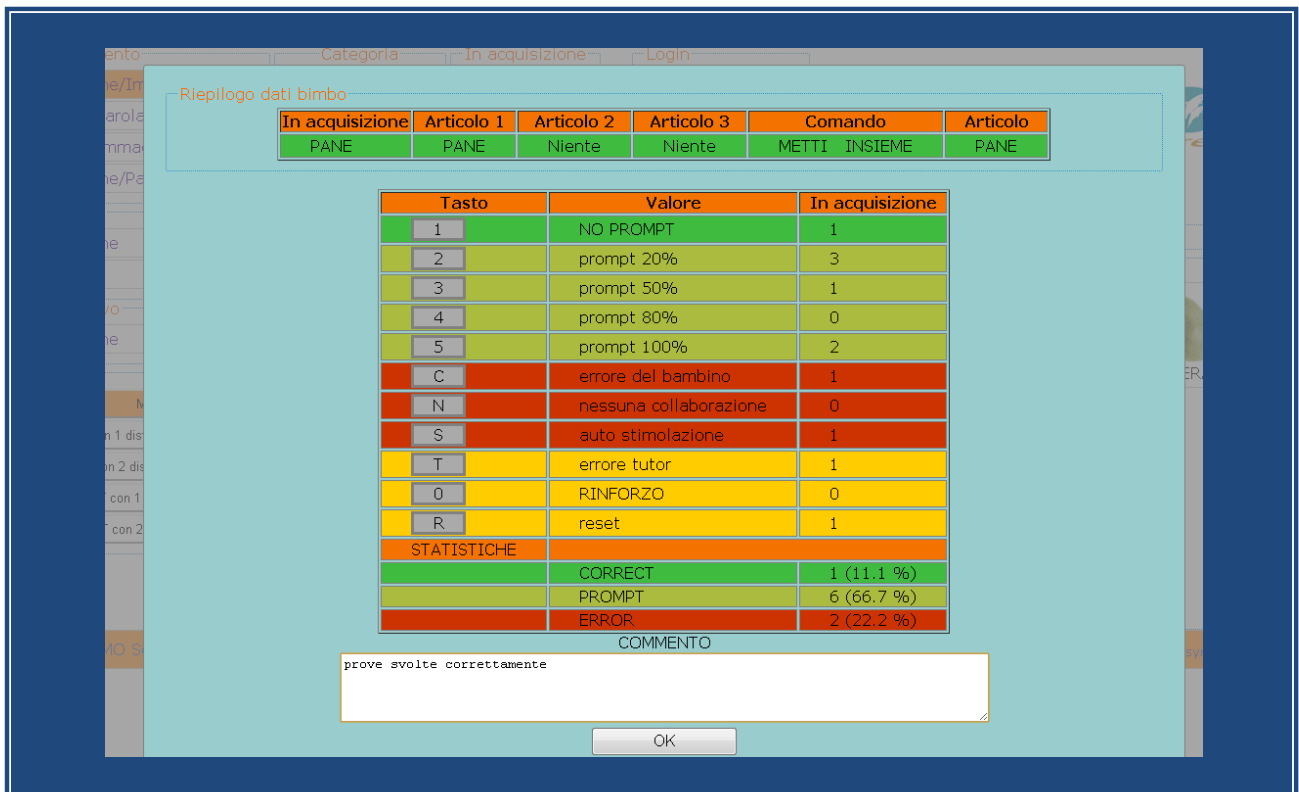 ento Categoria In acquisizione Login
Riepilogo dati bimbo
In acquisizione Articolo 1 Articolo 2 Articolo 3 Comando Articolo
PANE PANE Niente Niente METTI INSIEME PANE
Tasto Valore In acquisizione
1 NO PROMPT 1
2 prompt 20% 3
3 prompt 50% 1
4 prompt 80% 0
5 prompt 100% 2
C errore del bambino 1
N nessuna collaborazione 0
S auto stimolazione 1
T errore tutor 1
0 RINFORZO 0
R reset 1
STATISTICHE
CORRECT 1 (11.1 %)
PROMPT 6 (66.7 %)
ERROR 2 (22.2 %)
COMMENTO
prove svolte correttamente
OK